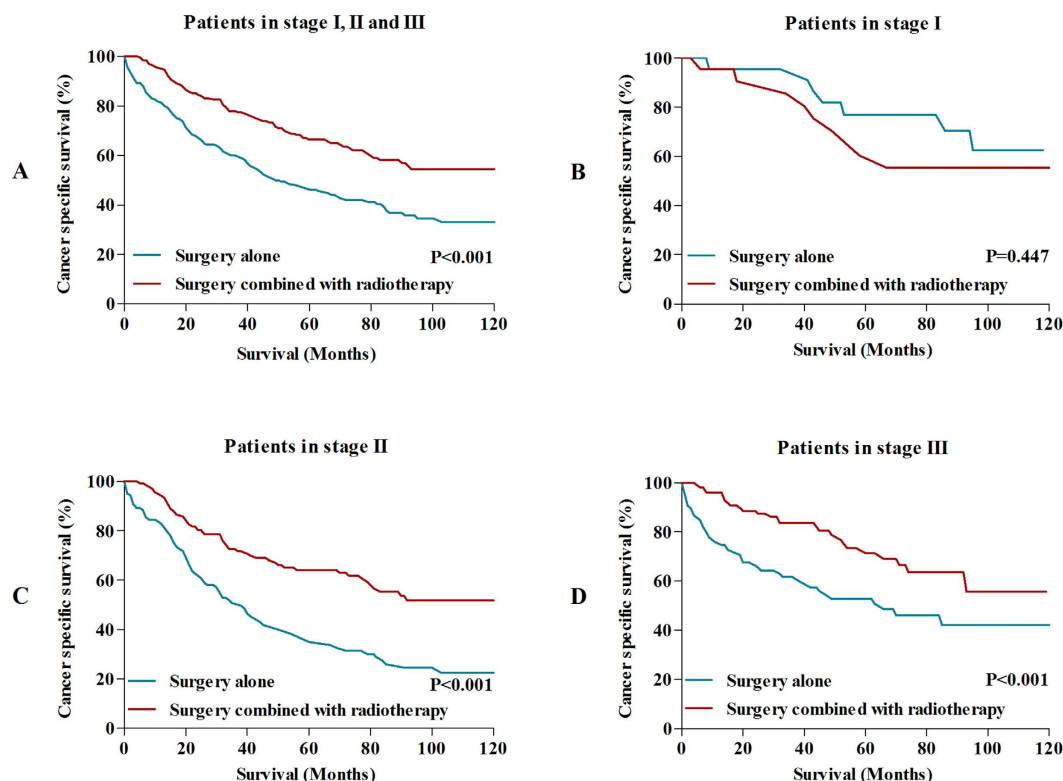 A
Patients in stage I, II and III
Cancer specific survival (%)
100
80
60
40
20
0
Surgery alone
P<0.001
Surgery combined with radiotherapy
0 20 40 60 80 100 120
Survival (Months)
B
Patients in stage I
Cancer specific survival (%)
100
80
60
40
20
0
Surgery alone
P=0.447
Surgery combined with radiotherapy
0 20 40 60 80 100 120
Survival (Months)
C
Patients in stage II
Cancer specific survival (%)
100
80
60
40
20
0
Surgery alone
P<0.001
Surgery combined with radiotherapy
0 20 40 60 80 100 120
Survival (Months)
D
Patients in stage III
Cancer specific survival (%)
100
80
60
40
20
0
Surgery alone
P<0.001
Surgery combined with radiotherapy
0 20 40 60 80 100 120
Survival (Months)